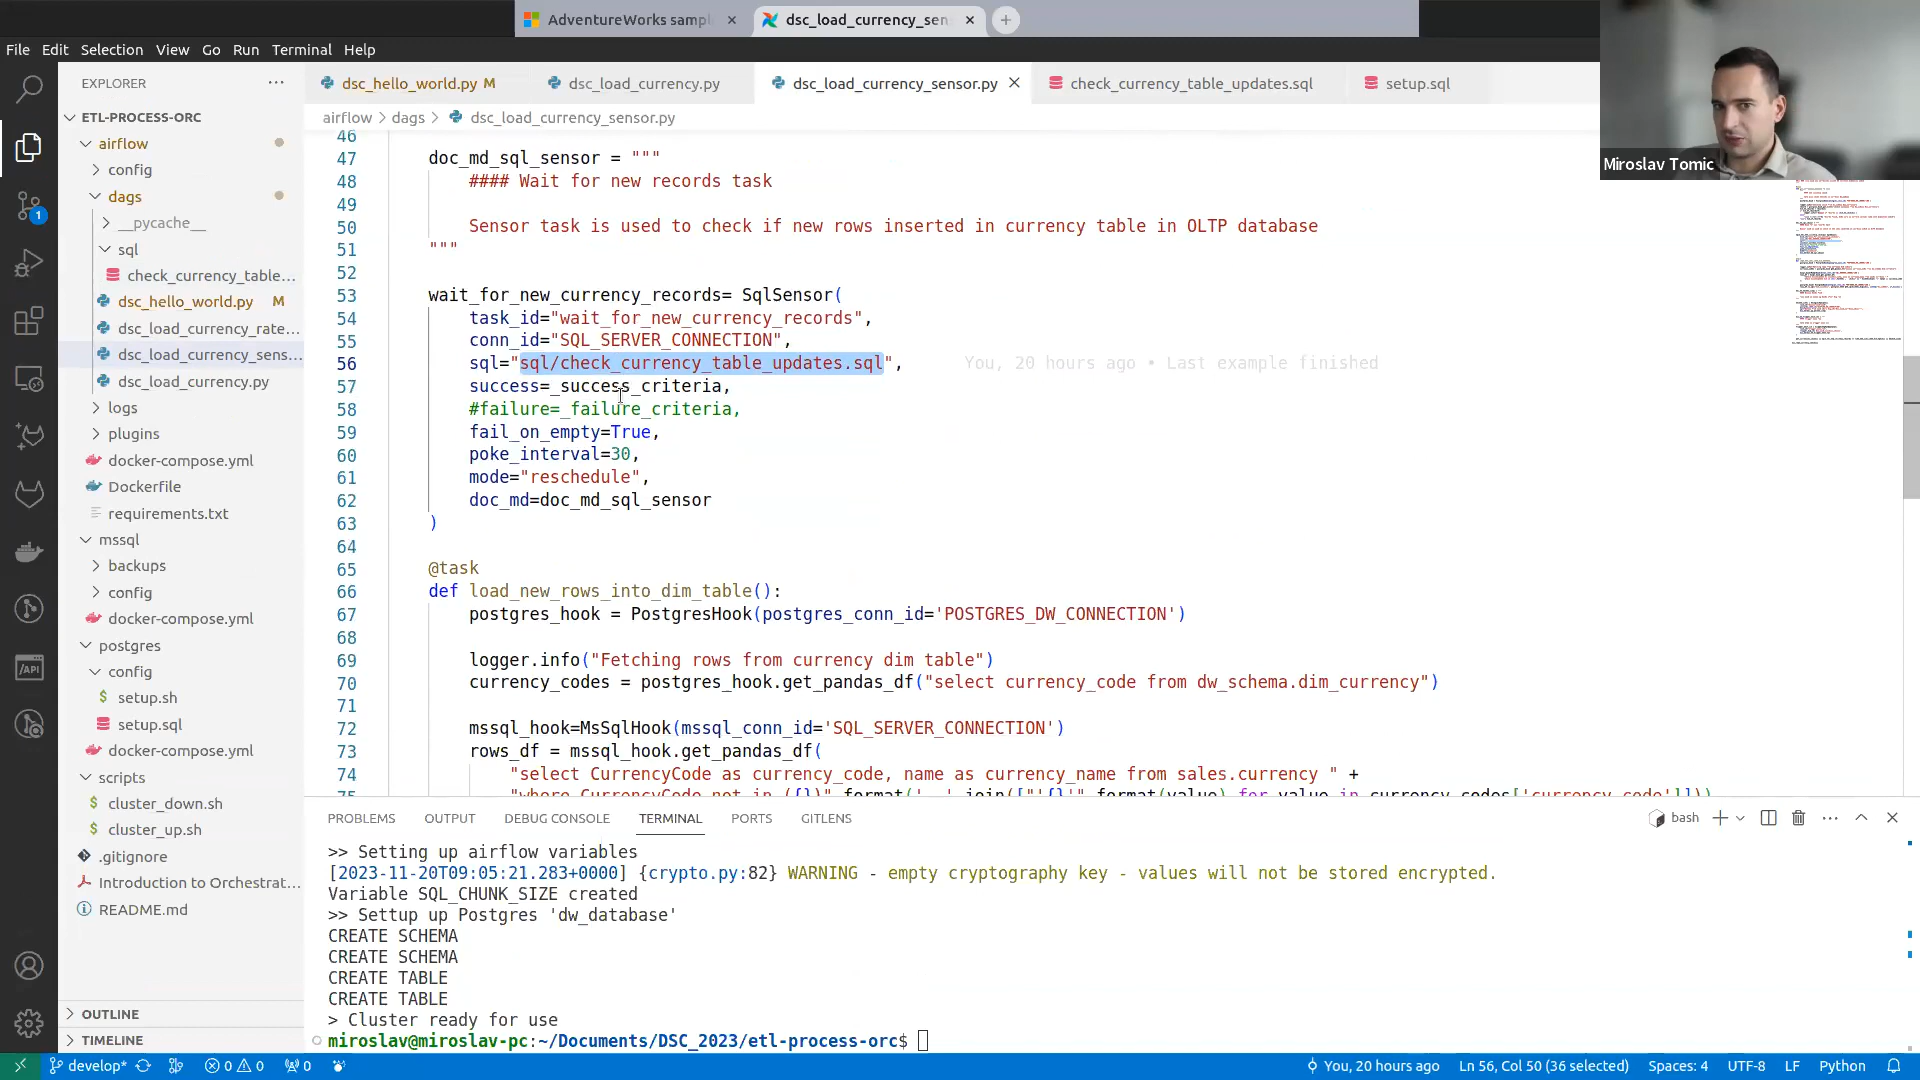 AdventureWorks sampl
dsc_load_currency_sen
File Edit Selection View Go Run Terminal Help
EXPLORER
dsc_hello_world.py M
dsc_load_currency.py
dsc_load_currency_sensor.py
check_currency_table_updates.sql
setup.sql
airflow > dags > dsc_load_currency_sensor.py
ETL-PROCESS-ORC
airflow
config
dags
__pycache__
sql
check_currency_table...
dsc_hello_world.py M
dsc_load_currency_rate...
dsc_load_currency_sens...
dsc_load_currency.py
logs
plugins
docker-compose.yml
Dockerfile
requirements.txt
mssql
backups
config
docker-compose.yml
postgres
config
setup.sh
setup.sql
docker-compose.yml
scripts
cluster_down.sh
cluster_up.sh
.gitignore
Introduction to Orchestrat...
README.md
OUTLINE
TIMELINE
1
46
47 doc_md_sql_sensor = """
48 #### Wait for new records task
49
50 Sensor task is used to check if new rows inserted in currency table in OLTP database
51 """
52
53 wait_for_new_currency_records= SqlSensor(
54 task_id="wait_for_new_currency_records",
55 conn_id="SQL_SERVER_CONNECTION",
56 sql="sql/check_currency_table_updates.sql", You, 20 hours ago • Last example finished
57 success=_success_criteria,
58 #failure=_failure_criteria,
59 fail_on_empty=True,
60 poke_interval=30,
61 mode="reschedule",
62 doc_md=doc_md_sql_sensor
63 )
64
65 @task
66 def load_new_rows_into_dim_table():
67 postgres_hook = PostgresHook(postgres_conn_id='POSTGRES_DW_CONNECTION')
68
69 logger.info("Fetching rows from currency dim table")
70 currency_codes = postgres_hook.get_pandas_df("select currency_code from dw_schema.dim_currency")
71
72 mssql_hook=MsSqlHook(mssql_conn_id='SQL_SERVER_CONNECTION')
73 rows_df = mssql_hook.get_pandas_df(
74 "select CurrencyCode as currency_code, name as currency_name from sales.currency " +
Miroslav Tomic
PROBLEMS OUTPUT DEBUG CONSOLE TERMINAL PORTS GITLENS
bash
>> Setting up airflow variables
[2023-11-20T09:05:21.283+0000] {crypto.py:82} WARNING - empty cryptography key - values will not be stored encrypted.
Variable SQL_CHUNK_SIZE created
>> Settup up Postgres 'dw_database'
CREATE SCHEMA
CREATE SCHEMA
CREATE TABLE
CREATE TABLE
> Cluster ready for use
miroslav@miroslav-pc:~/Documents/DSC_2023/etl-process-orc$
develop* 0 0 0 You, 20 hours ago Ln 56, Col 50 (36 selected) Spaces: 4 UTF-8 LF Python